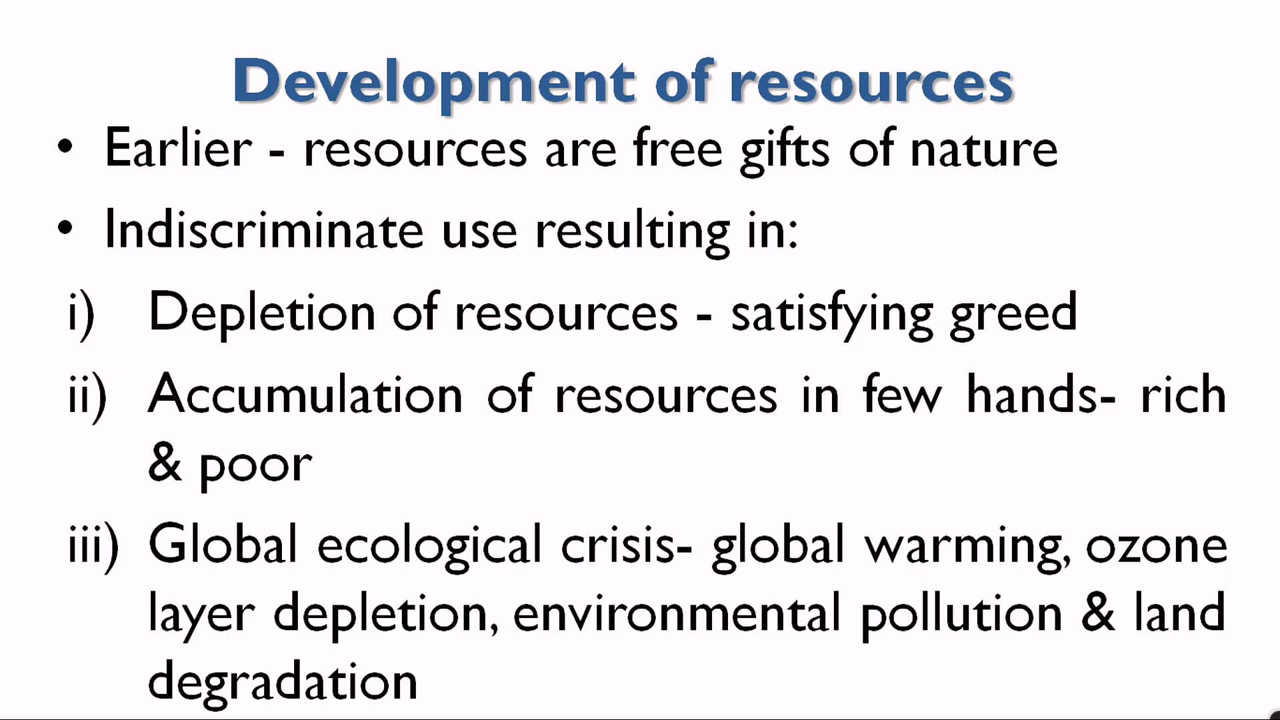 Development of resources
• Earlier - resources are free gifts of nature
• Indiscriminate use resulting in:
i) Depletion of resources - satisfying greed
ii) Accumulation of resources in few hands- rich
& poor
iii) Global ecological crisis- global warming, ozone
layer depletion, environmental pollution & land
degradation